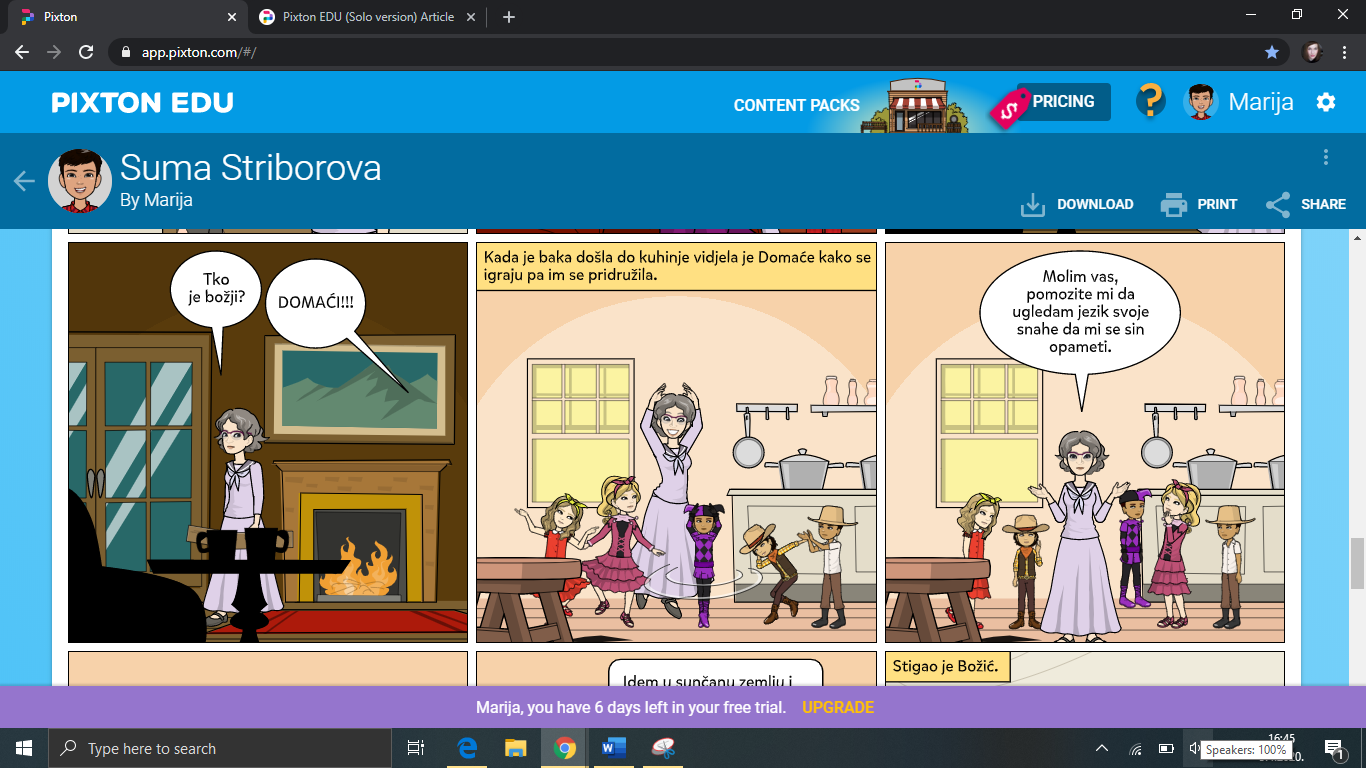 Pixton
Pixton EDU (Solo version) Article
app.pixton.com/#/
PIXTON EDU
CONTENT PACKS
PRICING
Marija
Suma Striborova
By Marija
DOWNLOAD
PRINT
SHARE
Tko
je božji?
DOMAĆI!!!
Kada je baka došla do kuhinje vidjela je Domaće kako se
igraju pa im se pridružila.
Molim vas,
pomozite mi da
ugledam jezik svoje
snahe da mi se sin
opameti.
Idem u sunčanu zemlju i
Stigao je Božić.
Marija, you have 6 days left in your free trial. UPGRADE
Type here to search
16:45
Speakers: 100%
1